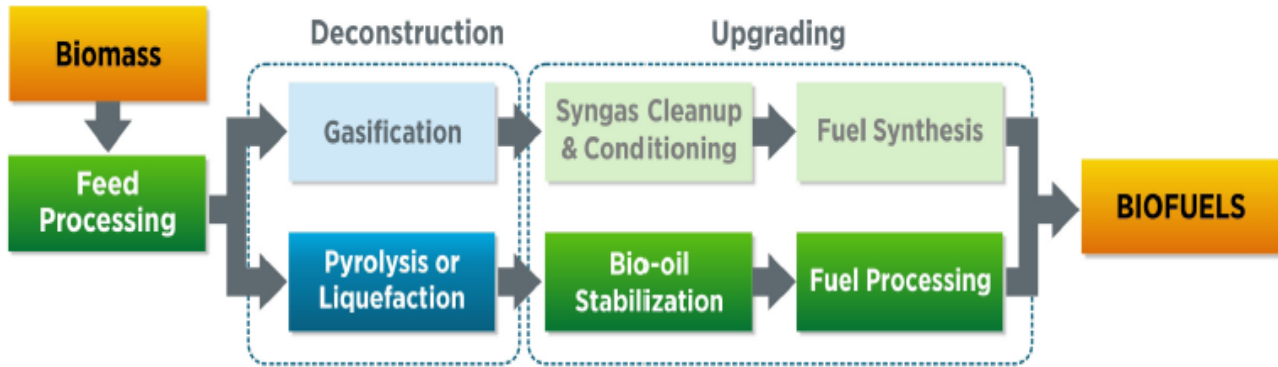 Deconstruction
Upgrading
Biomass
Gasification
Syngas Cleanup
& Conditioning
Fuel Synthesis
Feed
Processing
BIOFUELS
Pyrolysis or
Liquefaction
Bio-oil
Stabilization
Fuel Processing